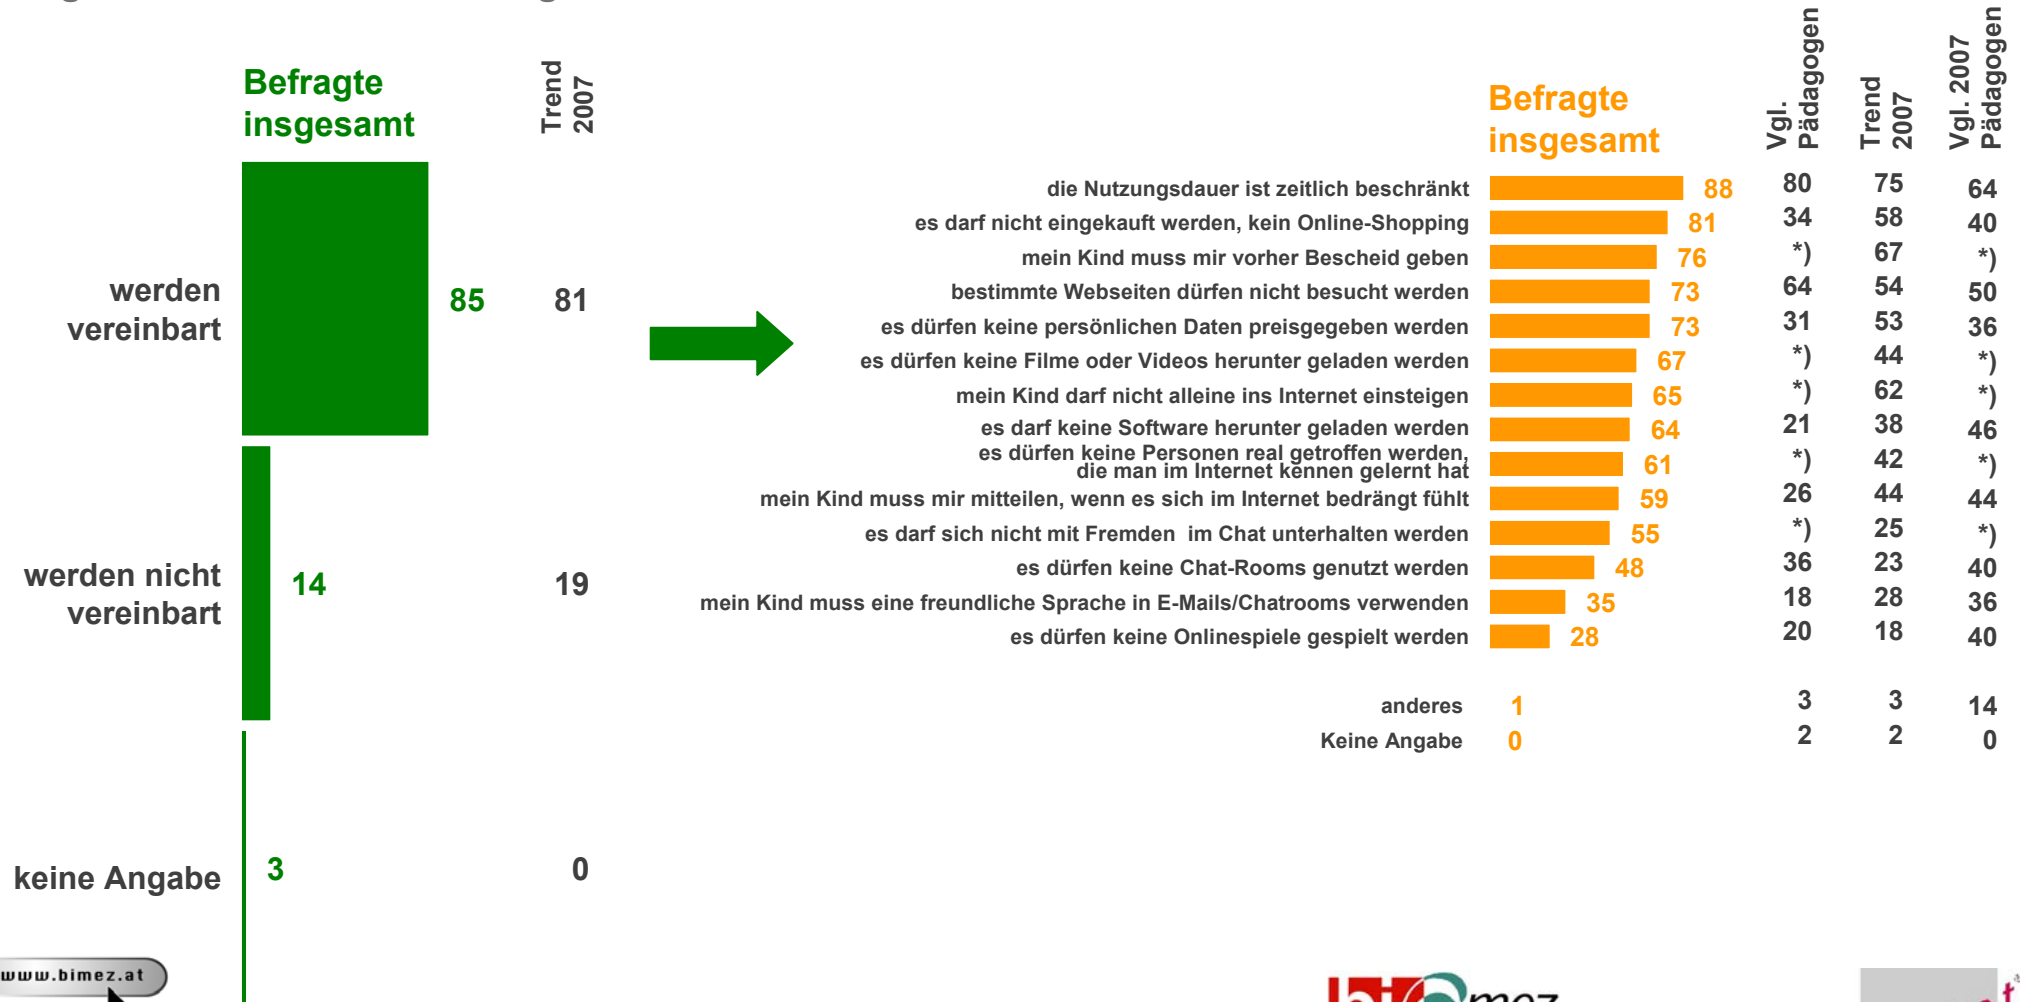 Befragte
insgesamt
Trend
2007
werden
vereinbart
85
81
werden nicht
vereinbart
14
19
keine Angabe
3
0
Befragte
insgesamt
Vgl.
Pädagogen
Trend
2007
Vgl. 2007
Pädagogen
die Nutzungsdauer ist zeitlich beschränkt 88 80 75 64
es darf nicht eingekauft werden, kein Online-Shopping 81 34 58 40
mein Kind muss mir vorher Bescheid geben 76 *) 67 *)
bestimmte Webseiten dürfen nicht besucht werden 73 64 54 50
es dürfen keine persönlichen Daten preisgegeben werden 73 31 53 36
es dürfen keine Filme oder Videos herunter geladen werden 67 *) 44 *)
mein Kind darf nicht alleine ins Internet einsteigen 65 *) 62 *)
es darf keine Software herunter geladen werden 64 21 38 46
es dürfen keine Personen real getroffen werden,
die man im Internet kennen gelernt hat 61 *) 42 *)
mein Kind muss mir mitteilen, wenn es sich im Internet bedrängt fühlt 59 26 44 44
es darf sich nicht mit Fremden im Chat unterhalten werden 55 *) 25 *)
es dürfen keine Chat-Rooms genutzt werden 48 36 23 40
mein Kind muss eine freundliche Sprache in E-Mails/Chatrooms verwenden 35 18 28 36
es dürfen keine Onlinespiele gespielt werden 28 20 18 40
anderes 1 3 3 14
Keine Angabe 0 2 2 0
www.bimez.at